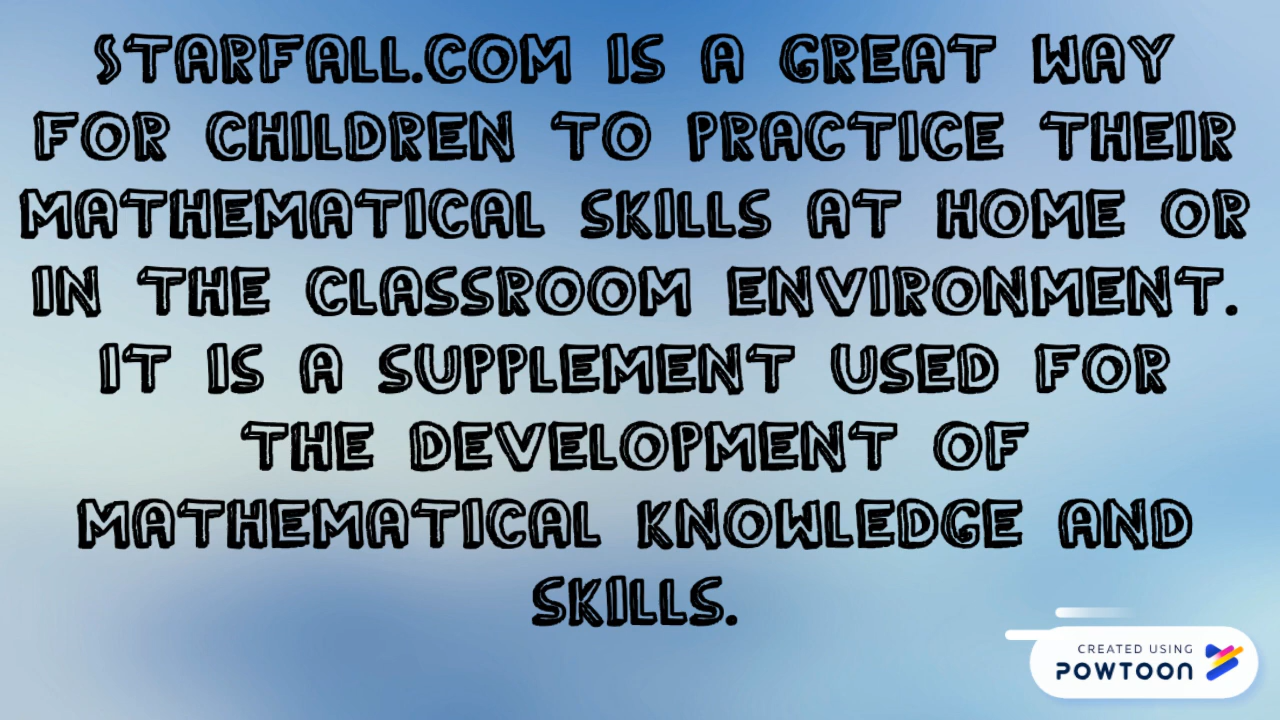 STARFALL.COM IS A GREAT WAY
FOR CHILDREN TO PRACTICE THEIR
MATHEMATICAL SKILLS AT HOME OR
IN THE CLASSROOM ENVIRONMENT.
IT IS A SUPPLEMENT USED FOR
THE DEVELOPMENT OF
MATHEMATICAL KNOWLEDGE AND
SKILLS.
CREATED USING
POWTOON